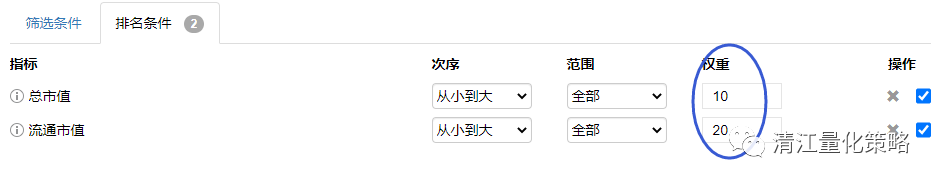 筛选条件 排名条件 2
指标 次序 范围 权重 操作
总市值 从小到大 全部 10
流通市值 从小到大 全部 20
清江量化策略